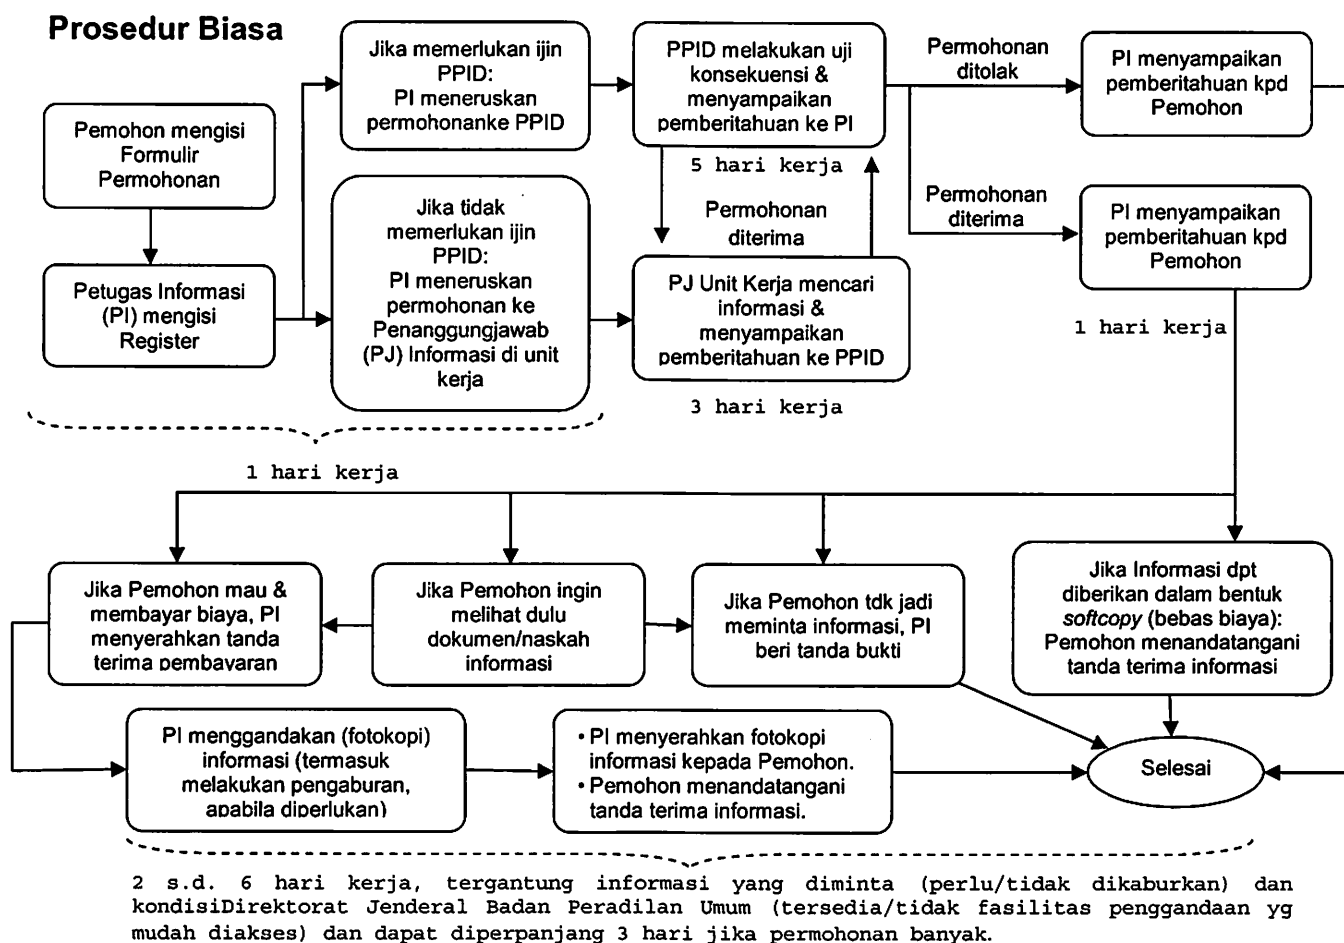 Prosedur Biasa
Pemohon mengisi
Formulir
Permohonan
Petugas Informasi
(PI) mengisi
Register
Jika memerlukan ijin
PPID:
PI meneruskan
permohonanke PPID
Jika tidak
memerlukan ijin
PPID:
PI meneruskan
permohonan ke
Penanggungjawab
(PJ) Informasi di unit
kerja
1 hari kerja
PPID melakukan uji
konsekuensi &
menyampaikan
pemberitahuan ke PI
5 hari kerja
Permohonan
diterima
PJ Unit Kerja mencari
informasi &
menyampaikan
pemberitahuan ke PPID
3 hari kerja
Permohonan
ditolak
PI menyampaikan
pemberitahuan kpd
Pemohon
Permohonan
diterima
PI menyampaikan
pemberitahuan kpd
Pemohon
1 hari kerja
Jika Pemohon mau &
membayar biaya, PI
menyerahkan tanda
terima pembayaran
Jika Pemohon ingin
melihat dulu
dokumen/naskah
informasi
Jika Pemohon tdk jadi
meminta informasi, PI
beri tanda bukti
Jika Informasi dpt
diberikan dalam bentuk
softcopy (bebas biaya):
Pemohon menandatangani
tanda terima informasi
PI menggandakan (fotokopi)
informasi (termasuk
melakukan pengaburan,
apabila diperlukan)
• PI menyerahkan fotokopi
informasi kepada Pemohon.
• Pemohon menandatangani
tanda terima informasi.
Selesai
2 s.d. 6 hari kerja, tergantung informasi yang diminta (perlu/tidak dikaburkan) dan
kondisiDirektorat Jenderal Badan Peradilan Umum (tersedia/tidak fasilitas penggandaan yg
mudah diakses) dan dapat diperpanjang 3 hari jika permohonan banyak.